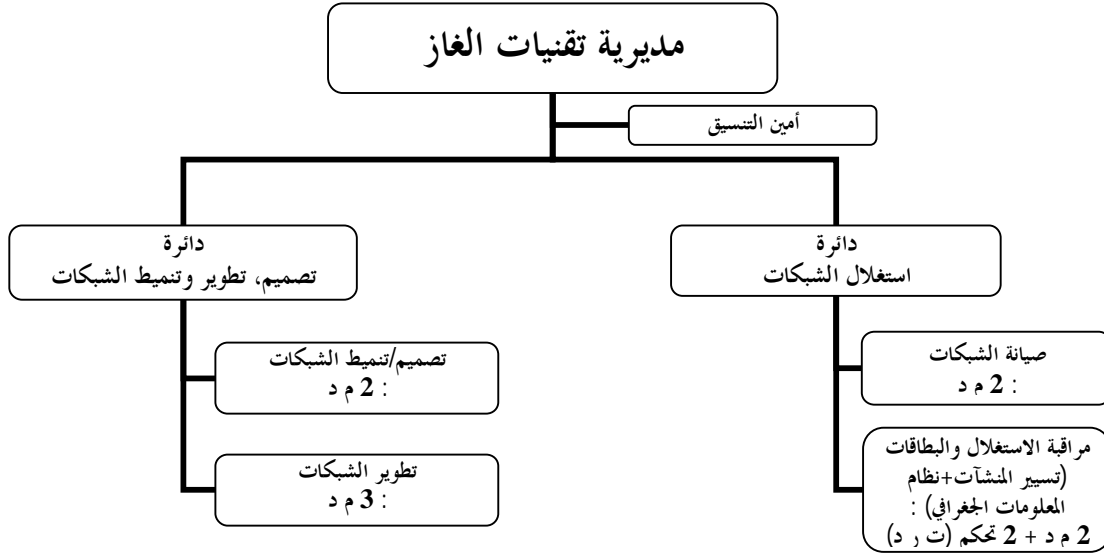 مديرية تقنيات الغاز
أمين التنسيق
دائرة
استغلال الشبكات
صيانة الشبكات
: 2 م د
مراقبة الاستغلال والبطاقات
(تسيير المنشآت+نظام
المعلومات الجغرافي) :
2 م د + 2 تحكم (ت ر د)
دائرة
تصميم، تطوير وتنميط الشبكات
تصميم/تنميط الشبكات
: 2 م د
تطوير الشبكات
: 3 م د